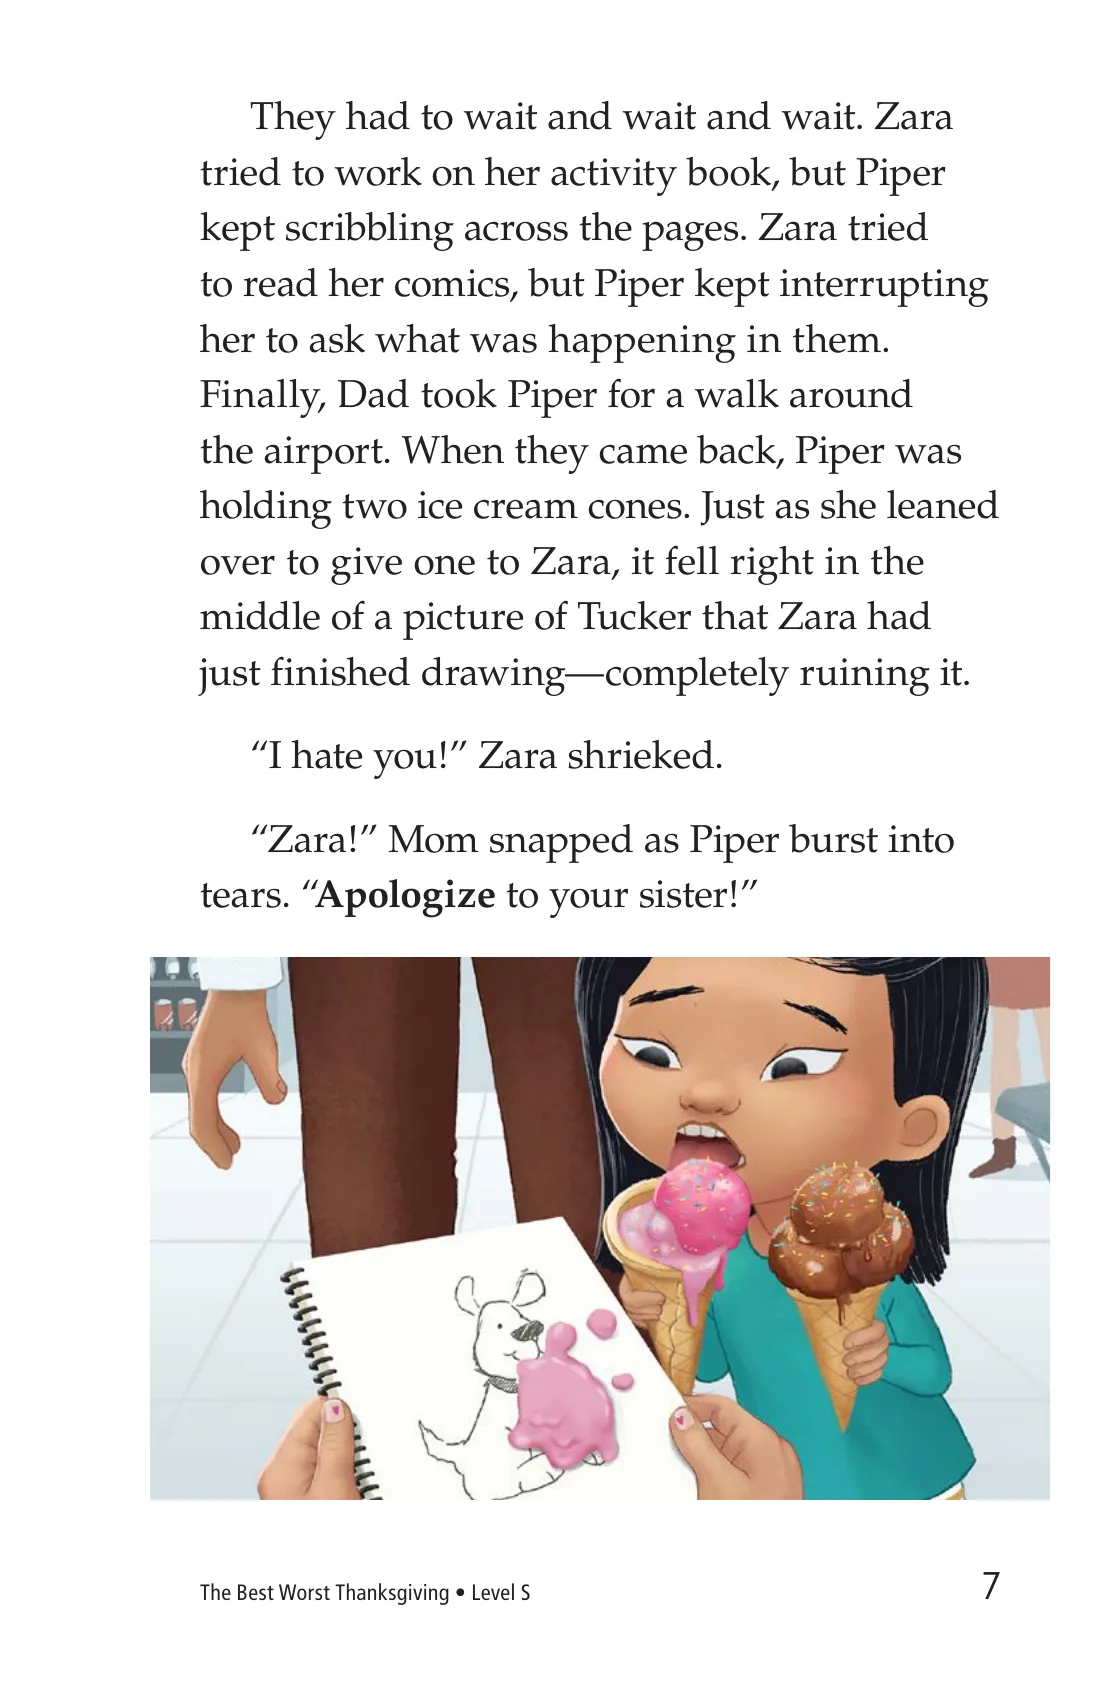 They had to wait and wait and wait. Zara
tried to work on her activity book, but Piper
kept scribbling across the pages. Zara tried
to read her comics, but Piper kept interrupting
her to ask what was happening in them.
Finally, Dad took Piper for a walk around
the airport. When they came back, Piper was
holding two ice cream cones. Just as she leaned
over to give one to Zara, it fell right in the
middle of a picture of Tucker that Zara had
just finished drawing—completely ruining it.
“I hate you!” Zara shrieked.
“Zara!” Mom snapped as Piper burst into
tears. “Apologize to your sister!”
The Best Worst Thanksgiving • Level S
7